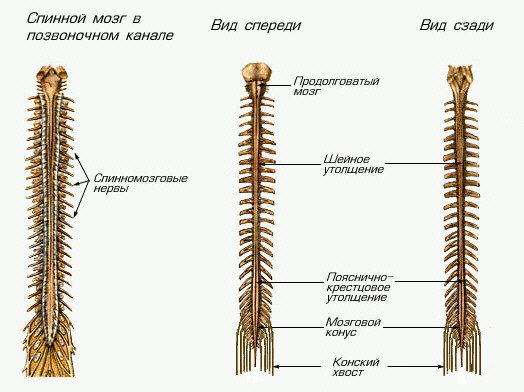 Спинной мозг в
позвоночном канале
Вид спереди
Вид сзади
Продолговатый
мозг
Шейное
утолщение
Спинномозговые
нервы
Пояснично-
крестцовое
утолщение
Мозговой
конус
Конский
хвост